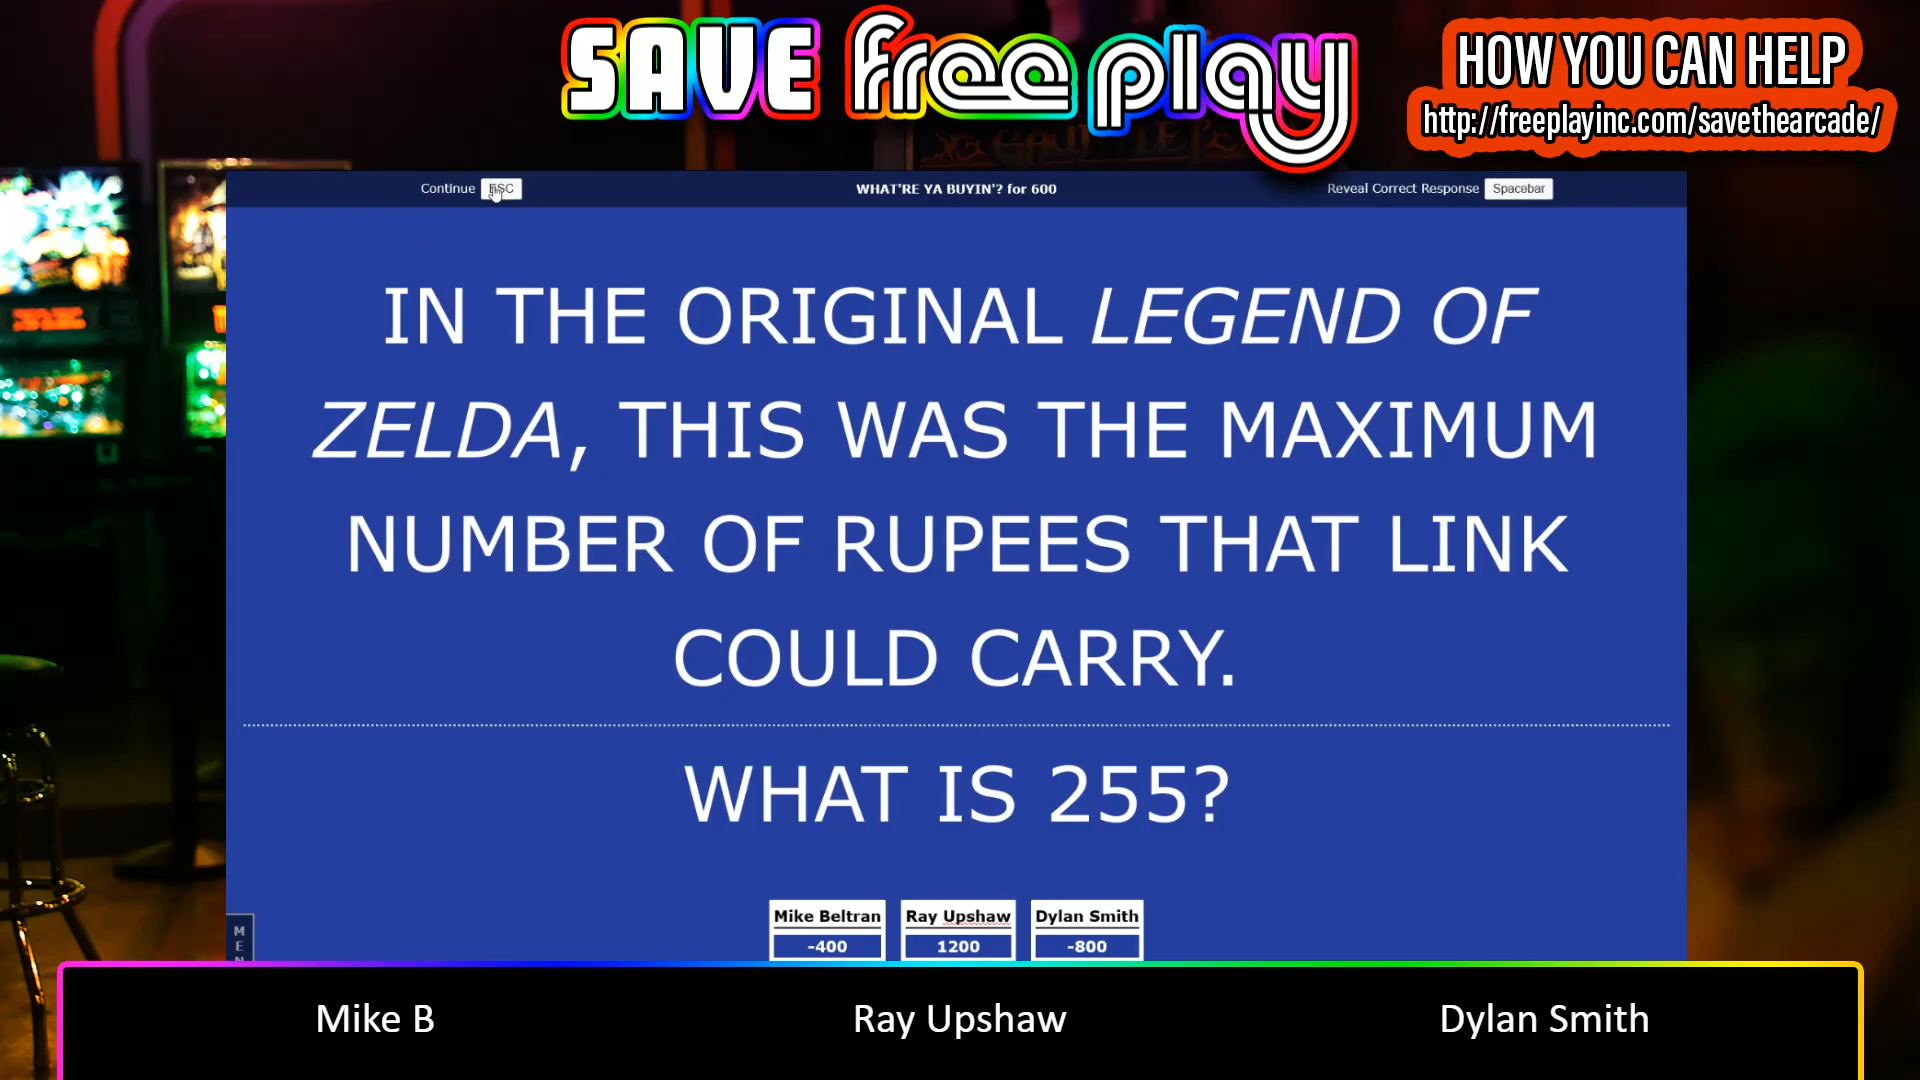 SAVE free play
HOW YOU CAN HELP
http://freeplayinc.com/savethearcade/
Continue ESC
WHAT'RE YA BUYIN'? for 600
Reveal Correct Response Spacebar
IN THE ORIGINAL LEGEND OF
ZELDA, THIS WAS THE MAXIMUM
NUMBER OF RUPEES THAT LINK
COULD CARRY.
WHAT IS 255?
Mike Beltran
-400
Ray Upshaw
1200
Dylan Smith
-800
M
E
N
Mike B
Ray Upshaw
Dylan Smith